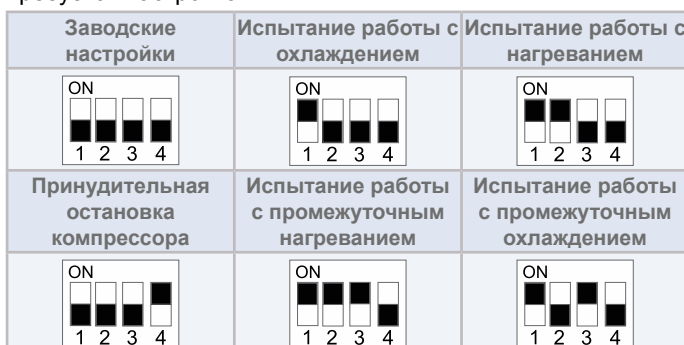 Заводские
настройки
Испытание работы с
охлаждением
Испытание работы с
нагреванием
ON
1 2 3 4
ON
1 2 3 4
ON
1 2 3 4
Принудительная
остановка
компрессора
Испытание работы
с промежуточным
нагреванием
Испытание работы
с промежуточным
охлаждением
ON
1 2 3 4
ON
1 2 3 4
ON
1 2 3 4